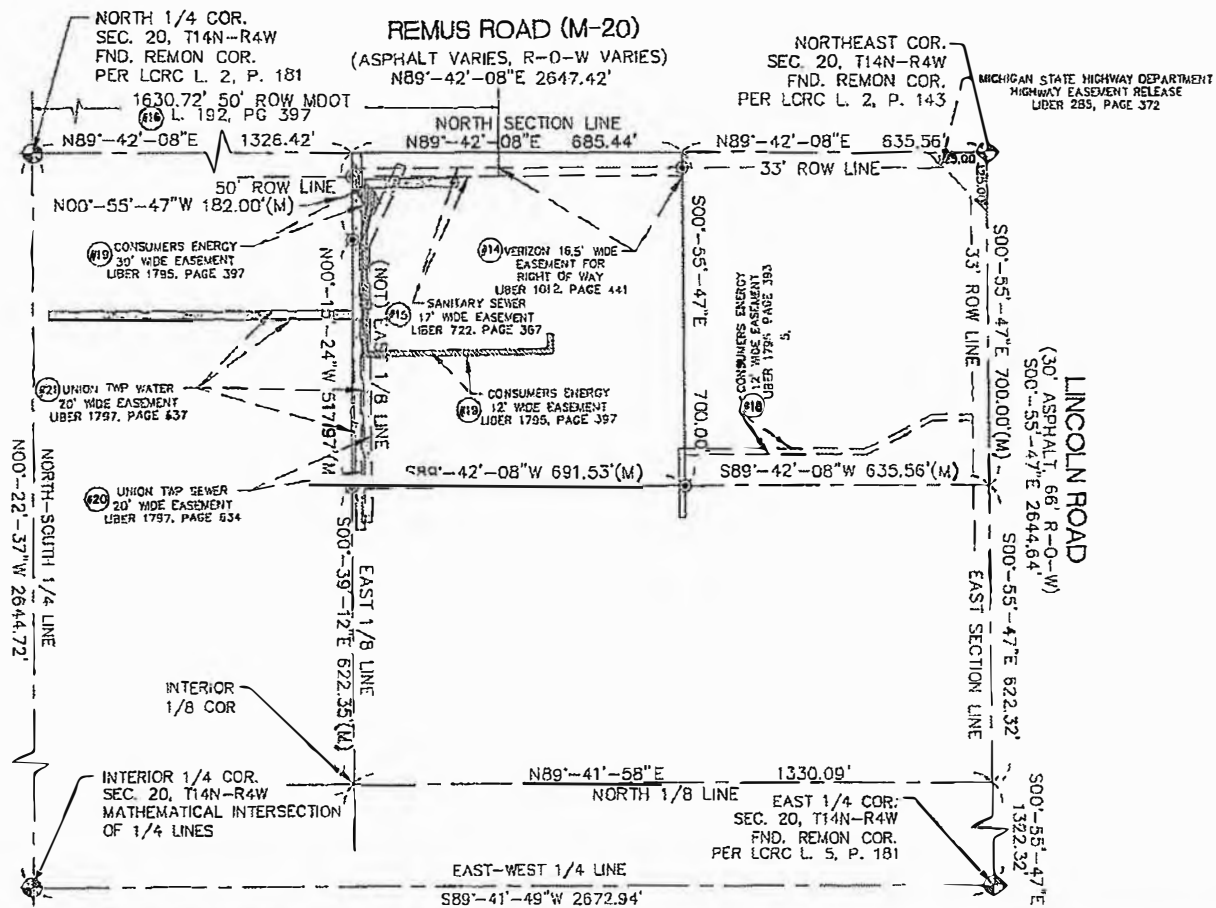 NORTH 1/4 COR.
SEC. 20, T14N-R4W
FND. REMON COR.
PER LCRC L. 2, P. 181
REMUS ROAD (M-20)
(ASPHALT VARIES, R-O-W VARIES)
N89°-42'-08"E 2647.42'
NORTHEAST COR.
SEC. 20, T14N-R4W
FND. REMON COR.
PER LCRC L. 2, P. 143
MICHIGAN STATE HIGHWAY DEPARTMENT
HIGHWAY EASEMENT RELEASE
LIBER 285, PAGE 372
1630.72' 50' ROW MDOT
#16 L. 192, PG 397
N89°-42'-08"E 1326.42'
NORTH SECTION LINE
N89°-42'-08"E 685.44'
N89°-42'-08"E 635.56'
125.00
125.00
50' ROW LINE
33' ROW LINE
N00°-55'-47"W 182.00'(M)
#19 CONSUMERS ENERGY
30' WIDE EASEMENT
LIBER 1795, PAGE 397
#14 VERIZON 16.5' WIDE
EASEMENT FOR
RIGHT OF WAY
LIBER 1012, PAGE 441
#15 SANITARY SEWER
17' WIDE EASEMENT
LIBER 722, PAGE 367
N00°-15'-24"W 517.97'(M)
(NOT) EAST 1/8 LINE
S00°-55'-47"E
700.00
CONSUMERS ENERGY
12' WIDE EASEMENT
LIBER 1795 PAGE 393
5.
#18
33' ROW LINE
S00°-55'-47"E 700.00'(M)
LINCOLN ROAD
(30' ASPHALT 66' R-O-W)
S00°-55'-47"E 2644.64'
#21 UNION TWP WATER
20' WIDE EASEMENT
LIBER 1797, PAGE 637
CONSUMERS ENERGY
#19 12' WIDE EASEMENT
LIBER 1795, PAGE 397
S89°-42'-08"W 691.53'(M)
S89°-42'-08"W 635.56'(M)
#20 UNION TWP SEWER
20' WIDE EASEMENT
LIBER 1797, PAGE 634
NORTH-SOUTH 1/4 LINE
N00°-22'-37"W 2644.72'
EAST 1/8 LINE
S00°-39'-12"E 622.35'(M)
EAST SECTION LINE
S00°-55'-47"E 622.32'
INTERIOR
1/8 COR
N89°-41'-58"E 1330.09'
NORTH 1/8 LINE
INTERIOR 1/4 COR.
SEC. 20, T14N-R4W
MATHEMATICAL INTERSECTION
OF 1/4 LINES
EAST 1/4 COR.
SEC. 20, T14N-R4W
FND. REMON COR.
PER LCRC L. 5, P. 181
S00°-55'-47"E
1322.32'
EAST-WEST 1/4 LINE
S89°-41'-49"W 2672.94'